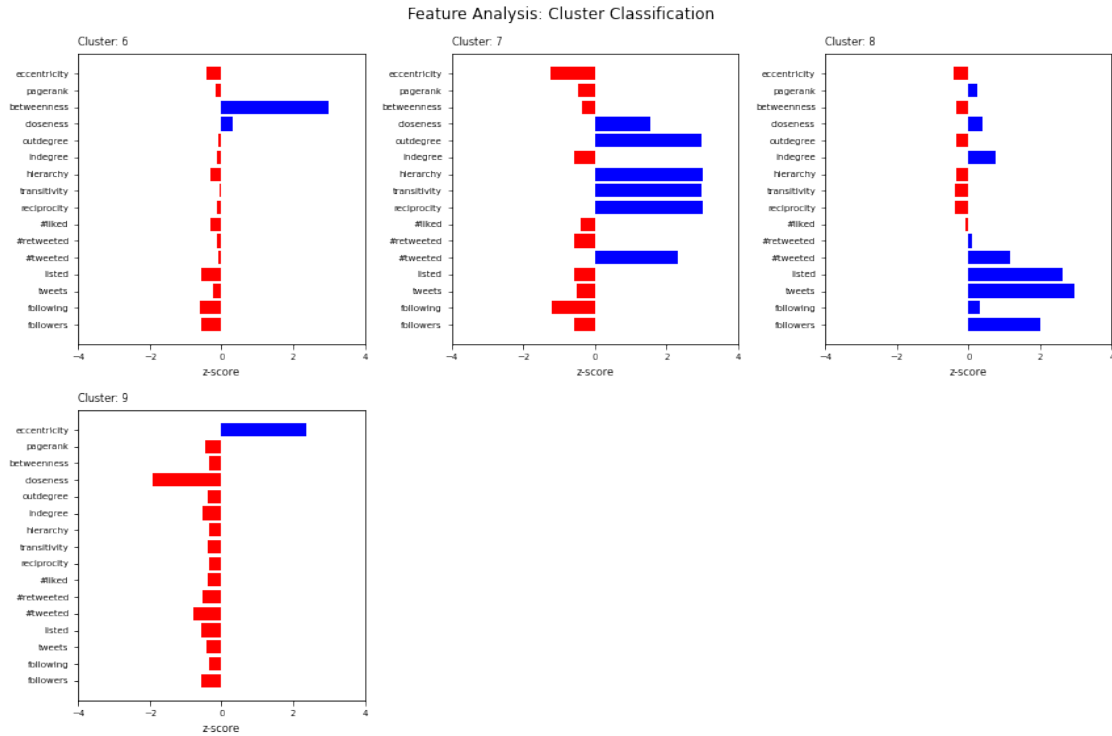 Feature Analysis: Cluster Classification
Cluster: 6
eccentricity
pagerank
betweenness
closeness
outdegree
indegree
hierarchy
transitivity
reciprocity
#liked
#retweeted
#tweeted
listed
tweets
following
followers
−4 −2 0 2 4
z-score
Cluster: 7
eccentricity
pagerank
betweenness
closeness
outdegree
indegree
hierarchy
transitivity
reciprocity
#liked
#retweeted
#tweeted
listed
tweets
following
followers
−4 −2 0 2 4
z-score
Cluster: 8
eccentricity
pagerank
betweenness
closeness
outdegree
indegree
hierarchy
transitivity
reciprocity
#liked
#retweeted
#tweeted
listed
tweets
following
followers
−4 −2 0 2 4
z-score
Cluster: 9
eccentricity
pagerank
betweenness
closeness
outdegree
indegree
hierarchy
transitivity
reciprocity
#liked
#retweeted
#tweeted
listed
tweets
following
followers
−4 −2 0 2 4
z-score